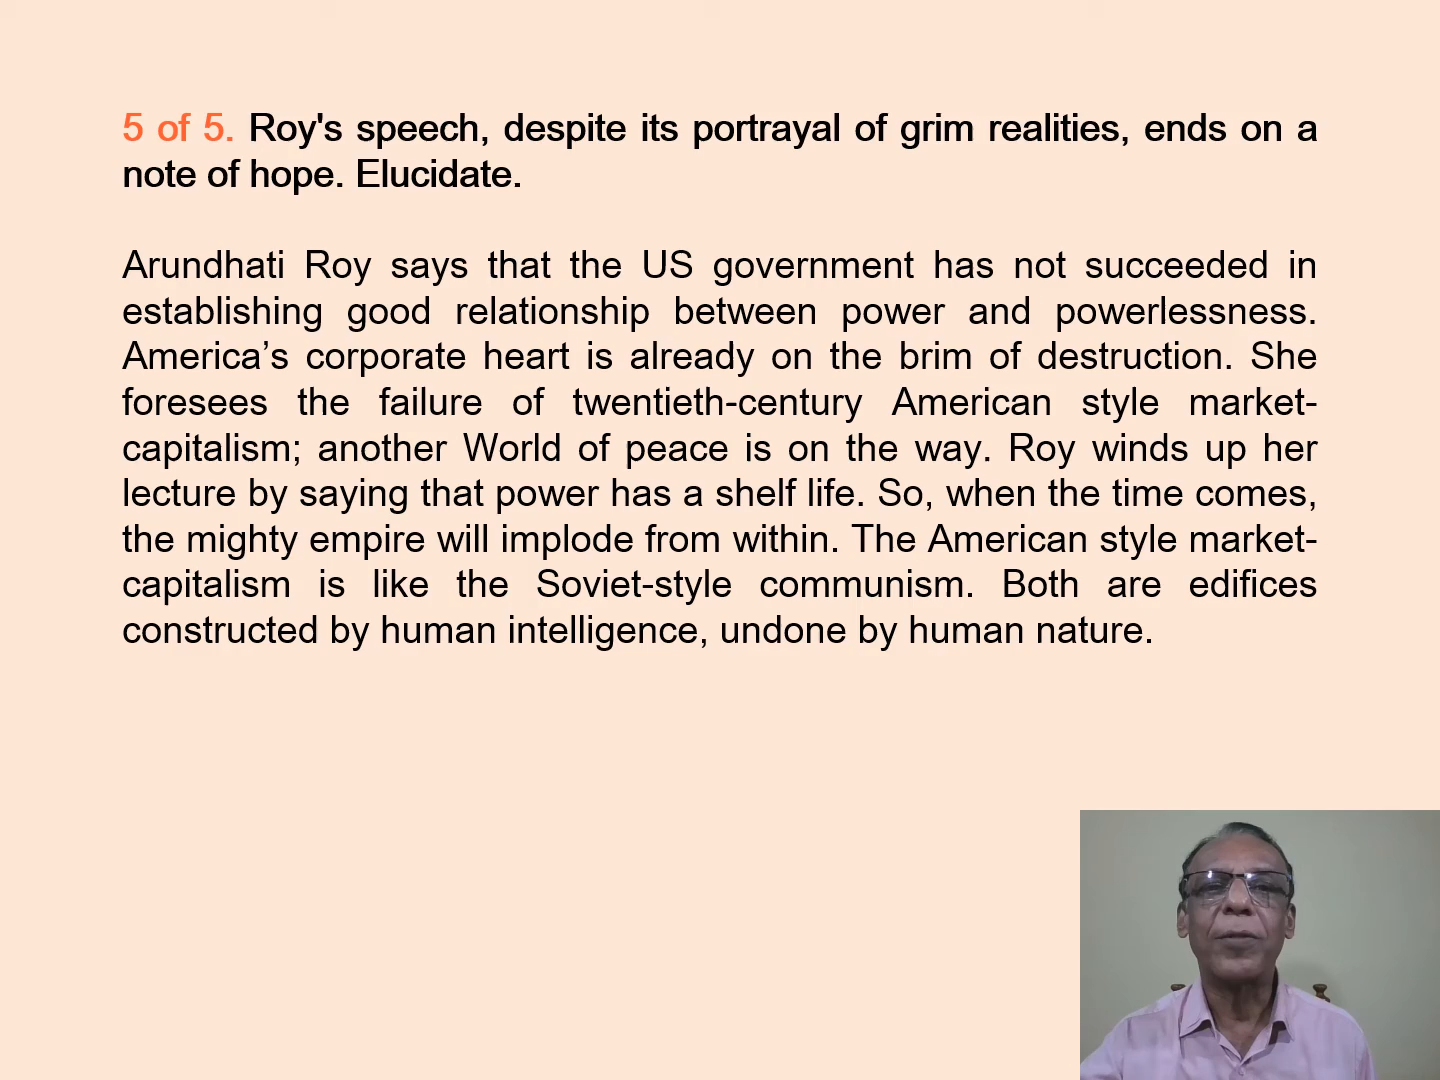 5 of 5. Roy's speech, despite its portrayal of grim realities, ends on a
note of hope. Elucidate.
Arundhati Roy says that the US government has not succeeded in
establishing good relationship between power and powerlessness.
America’s corporate heart is already on the brim of destruction. She
foresees the failure of twentieth-century American style market-
capitalism; another World of peace is on the way. Roy winds up her
lecture by saying that power has a shelf life. So, when the time comes,
the mighty empire will implode from within. The American style market-
capitalism is like the Soviet-style communism. Both are edifices
constructed by human intelligence, undone by human nature.